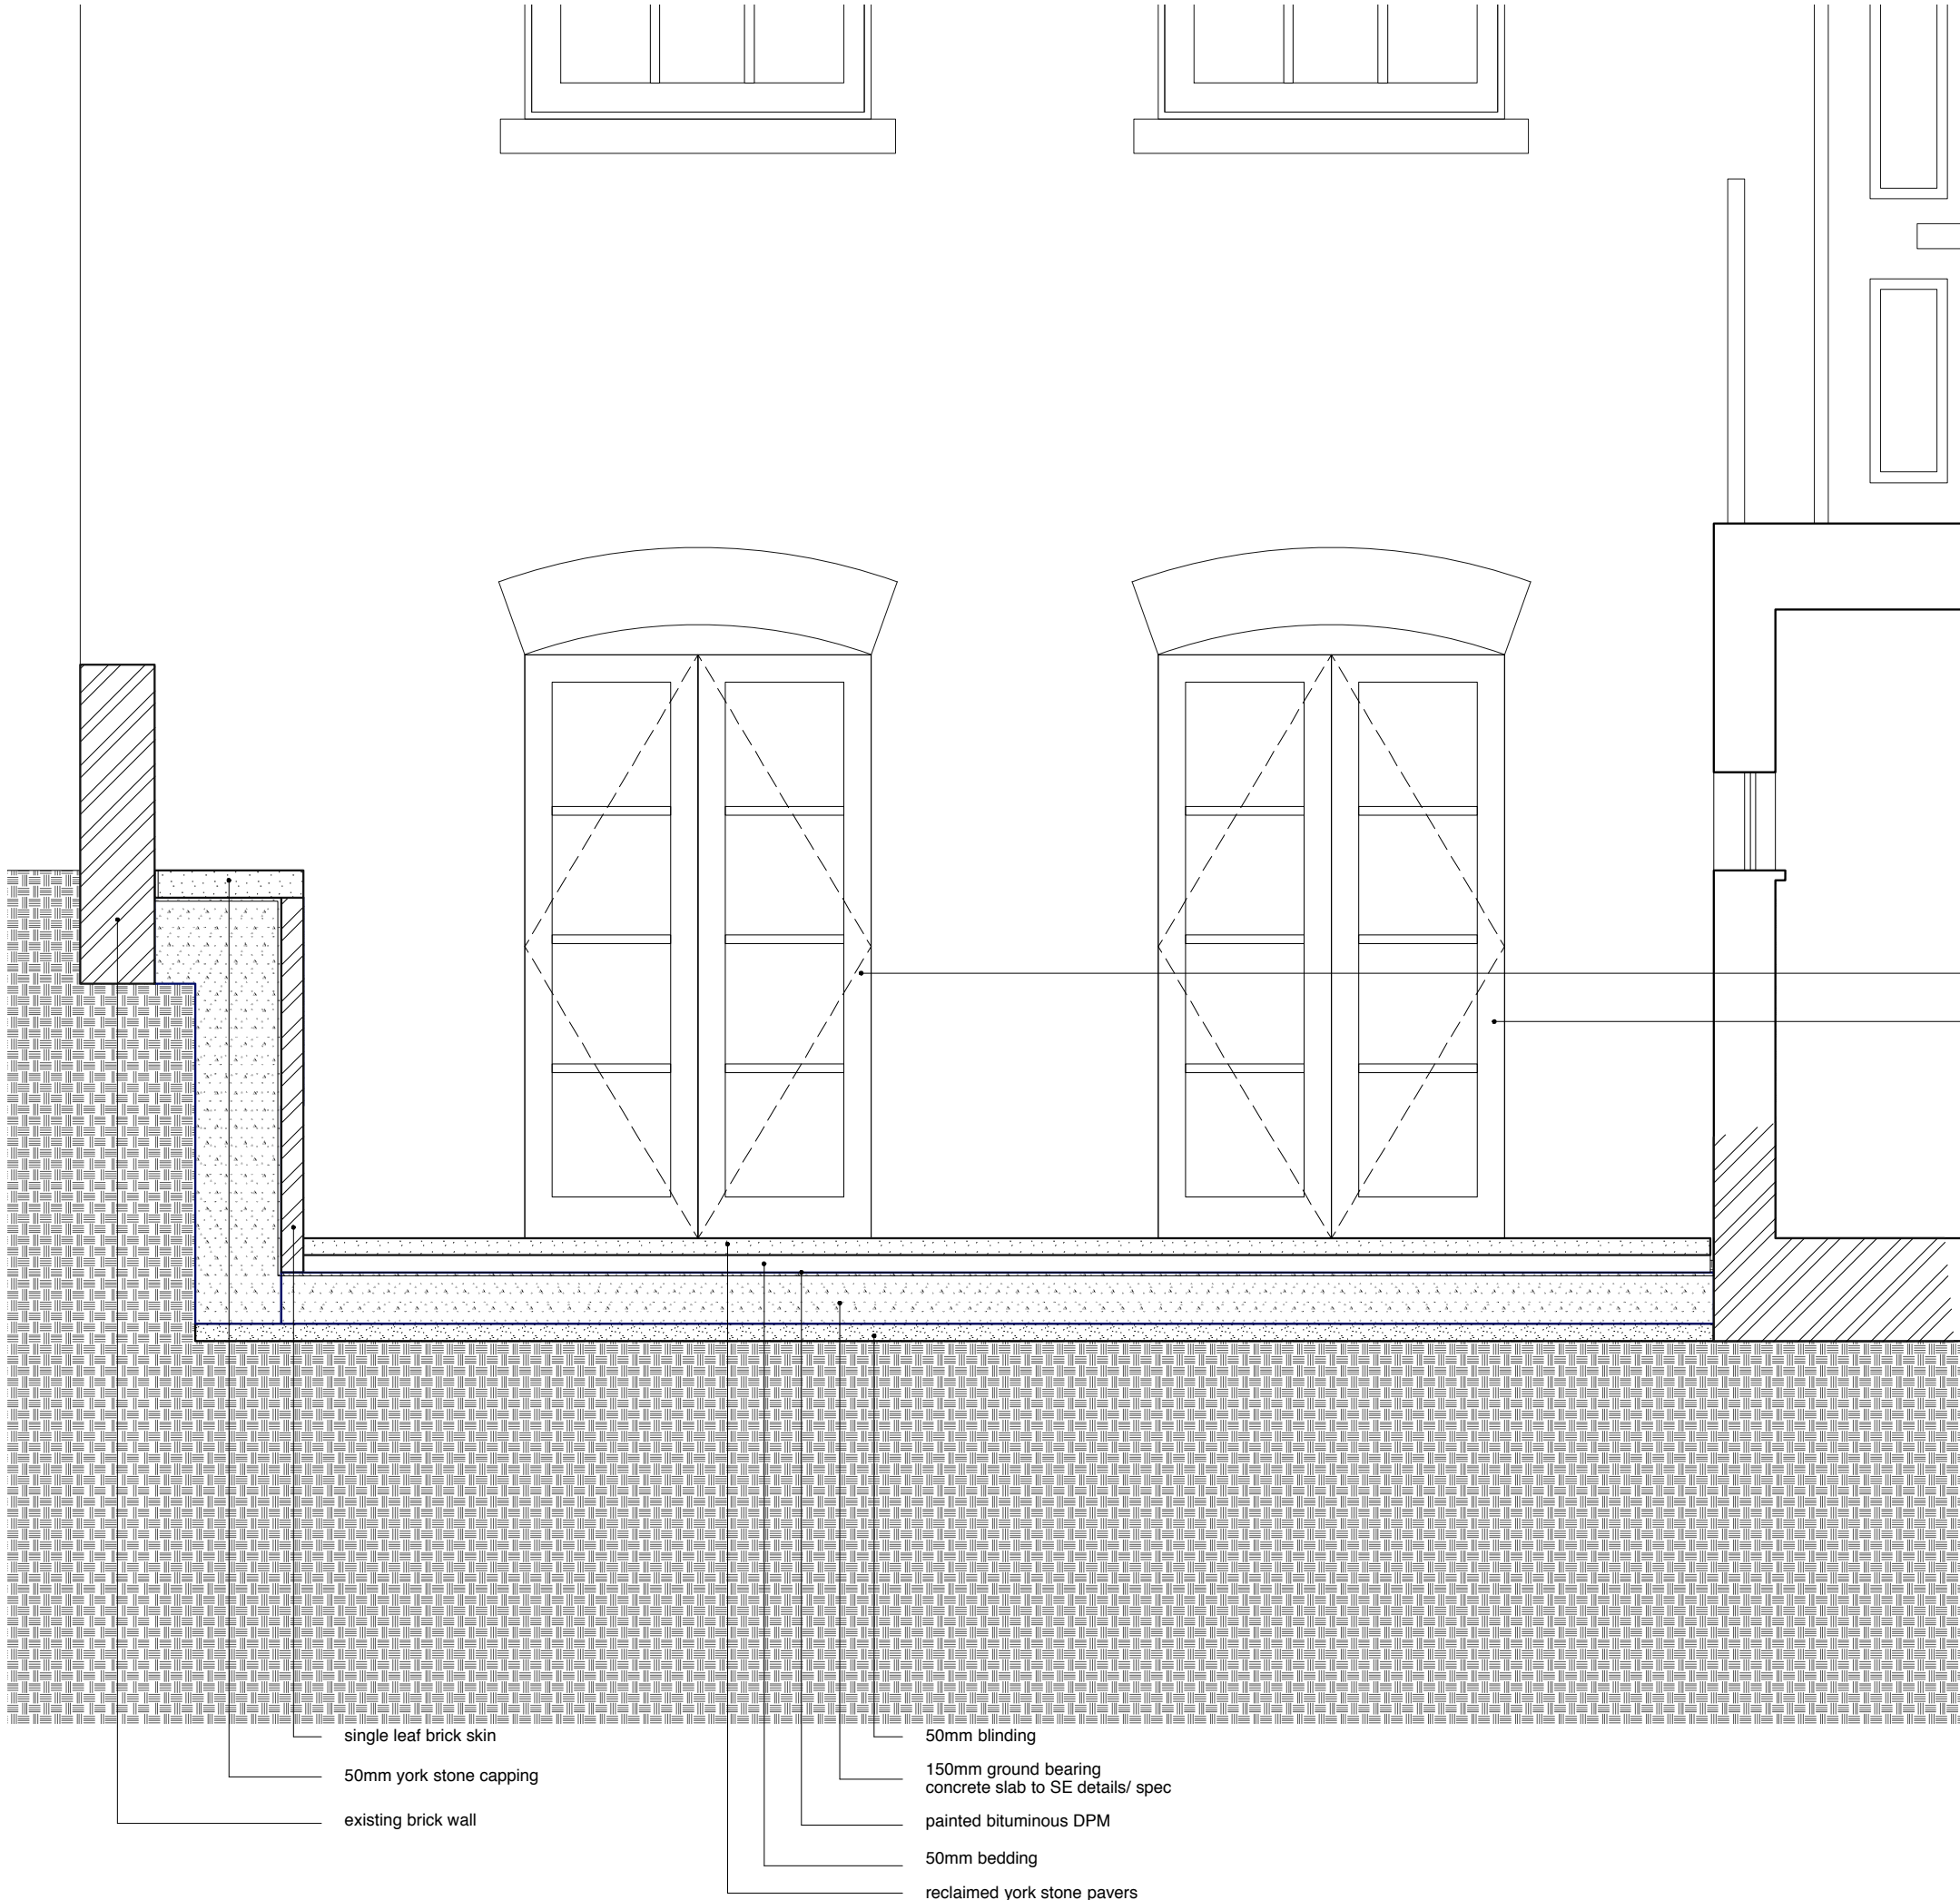 single leaf brick skin
50mm york stone capping
existing brick wall
50mm blinding
150mm ground bearing
concrete slab to SE details/ spec
painted bituminous DPM
50mm bedding
reclaimed york stone pavers